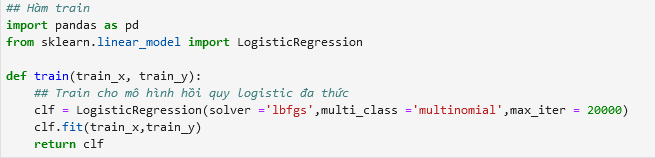 ## Hàm train
import pandas as pd
from sklearn.linear_model import LogisticRegression
def train(train_x, train_y):
## Train cho mô hình hồi quy logistic đa thức
clf = LogisticRegression(solver ='lbfgs',multi_class ='multinomial',max_iter = 20000)
clf.fit(train_x,train_y)
return clf